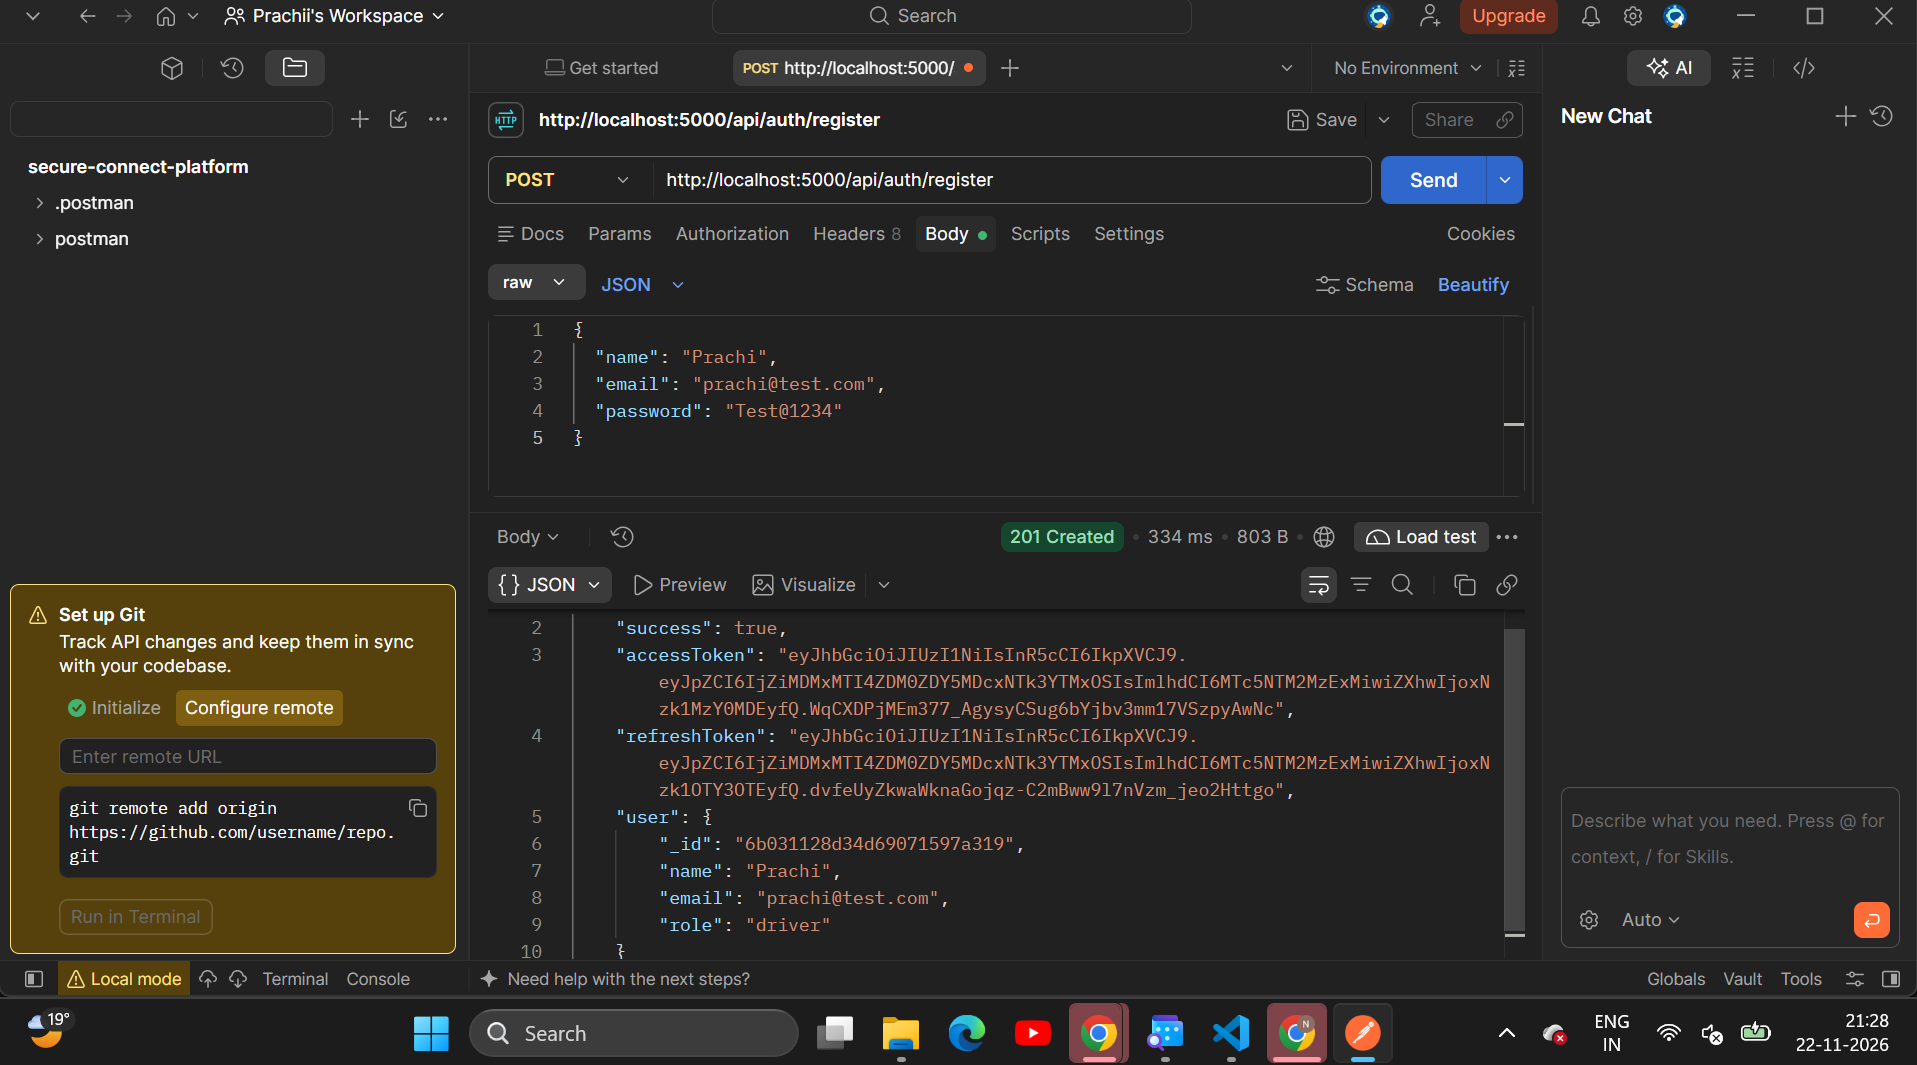 Prachii's Workspace
Search
Upgrade
Get started
POST http://localhost:5000/
No Environment
AI
HTTP
http://localhost:5000/api/auth/register
Save
Share
New Chat
secure-connect-platform
.postman
postman
POST
http://localhost:5000/api/auth/register
Send
Docs
Params
Authorization
Headers 8
Body
Scripts
Settings
Cookies
raw
JSON
Schema
Beautify
1 {
2 "name": "Prachi",
3 "email": "prachi@test.com",
4 "password": "Test@1234"
5 }
Body
201 Created
334 ms
803 B
Load test
{} JSON
Preview
Visualize
2 "success": true,
3 "accessToken": "eyJhbGciOiJIUzI1NiIsInR5cCI6IkpXVCJ9.
eyJpZCI6IjZiMDMxMTI4ZDM0ZDY5MDcxNTk3YTMxOSIsImlhdCI6MTc5NTM2MzExMiwiZXhwIjoxN
zk1MzY0MDEyfQ.WqCXDPjMEm377_AgysyCSug6bYjbv3mm17VSzpyAwNc",
4 "refreshToken": "eyJhbGciOiJIUzI1NiIsInR5cCI6IkpXVCJ9.
eyJpZCI6IjZiMDMxMTI4ZDM0ZDY5MDcxNTk3YTMxOSIsImlhdCI6MTc5NTM2MzExMiwiZXhwIjoxN
zk1OTY3OTEyfQ.dvfeUyZkwaWknaGojqz-C2mBww9l7nVzm_jeo2Httgo",
5 "user": {
6 "_id": "6b031128d34d69071597a319",
7 "name": "Prachi",
8 "email": "prachi@test.com",
9 "role": "driver"
10 }
Set up Git
Track API changes and keep them in sync
with your codebase.
Initialize
Configure remote
Enter remote URL
git remote add origin
https://github.com/username/repo.
git
Run in Terminal
Describe what you need. Press @ for
context, / for Skills.
Auto
Local mode
Terminal
Console
Need help with the next steps?
Globals
Vault
Tools
19°
Search
N
ENG
IN
21:28
22-11-2026